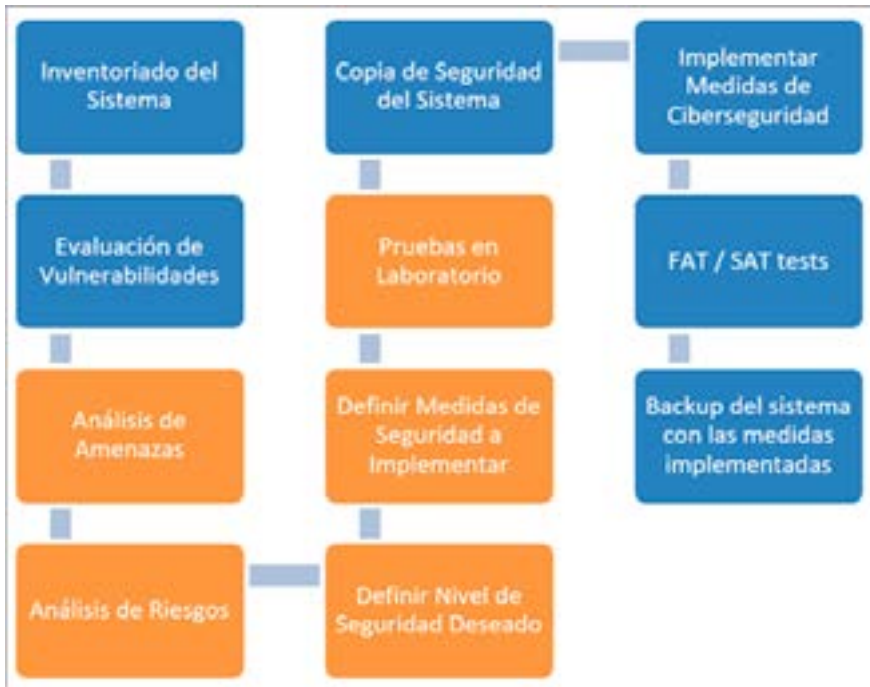 Inventoriado del
Sistema
Evaluación de
Vulnerabilidades
Análisis de
Amenazas
Análisis de Riesgos
Definir Nivel de
Seguridad Deseado
Definir Medidas de
Seguridad a
Implementar
Pruebas en
Laboratorio
Copia de Seguridad
del Sistema
Implementar
Medidas de
Ciberseguridad
FAT / SAT tests
Backup del sistema
con las medidas
implementadas